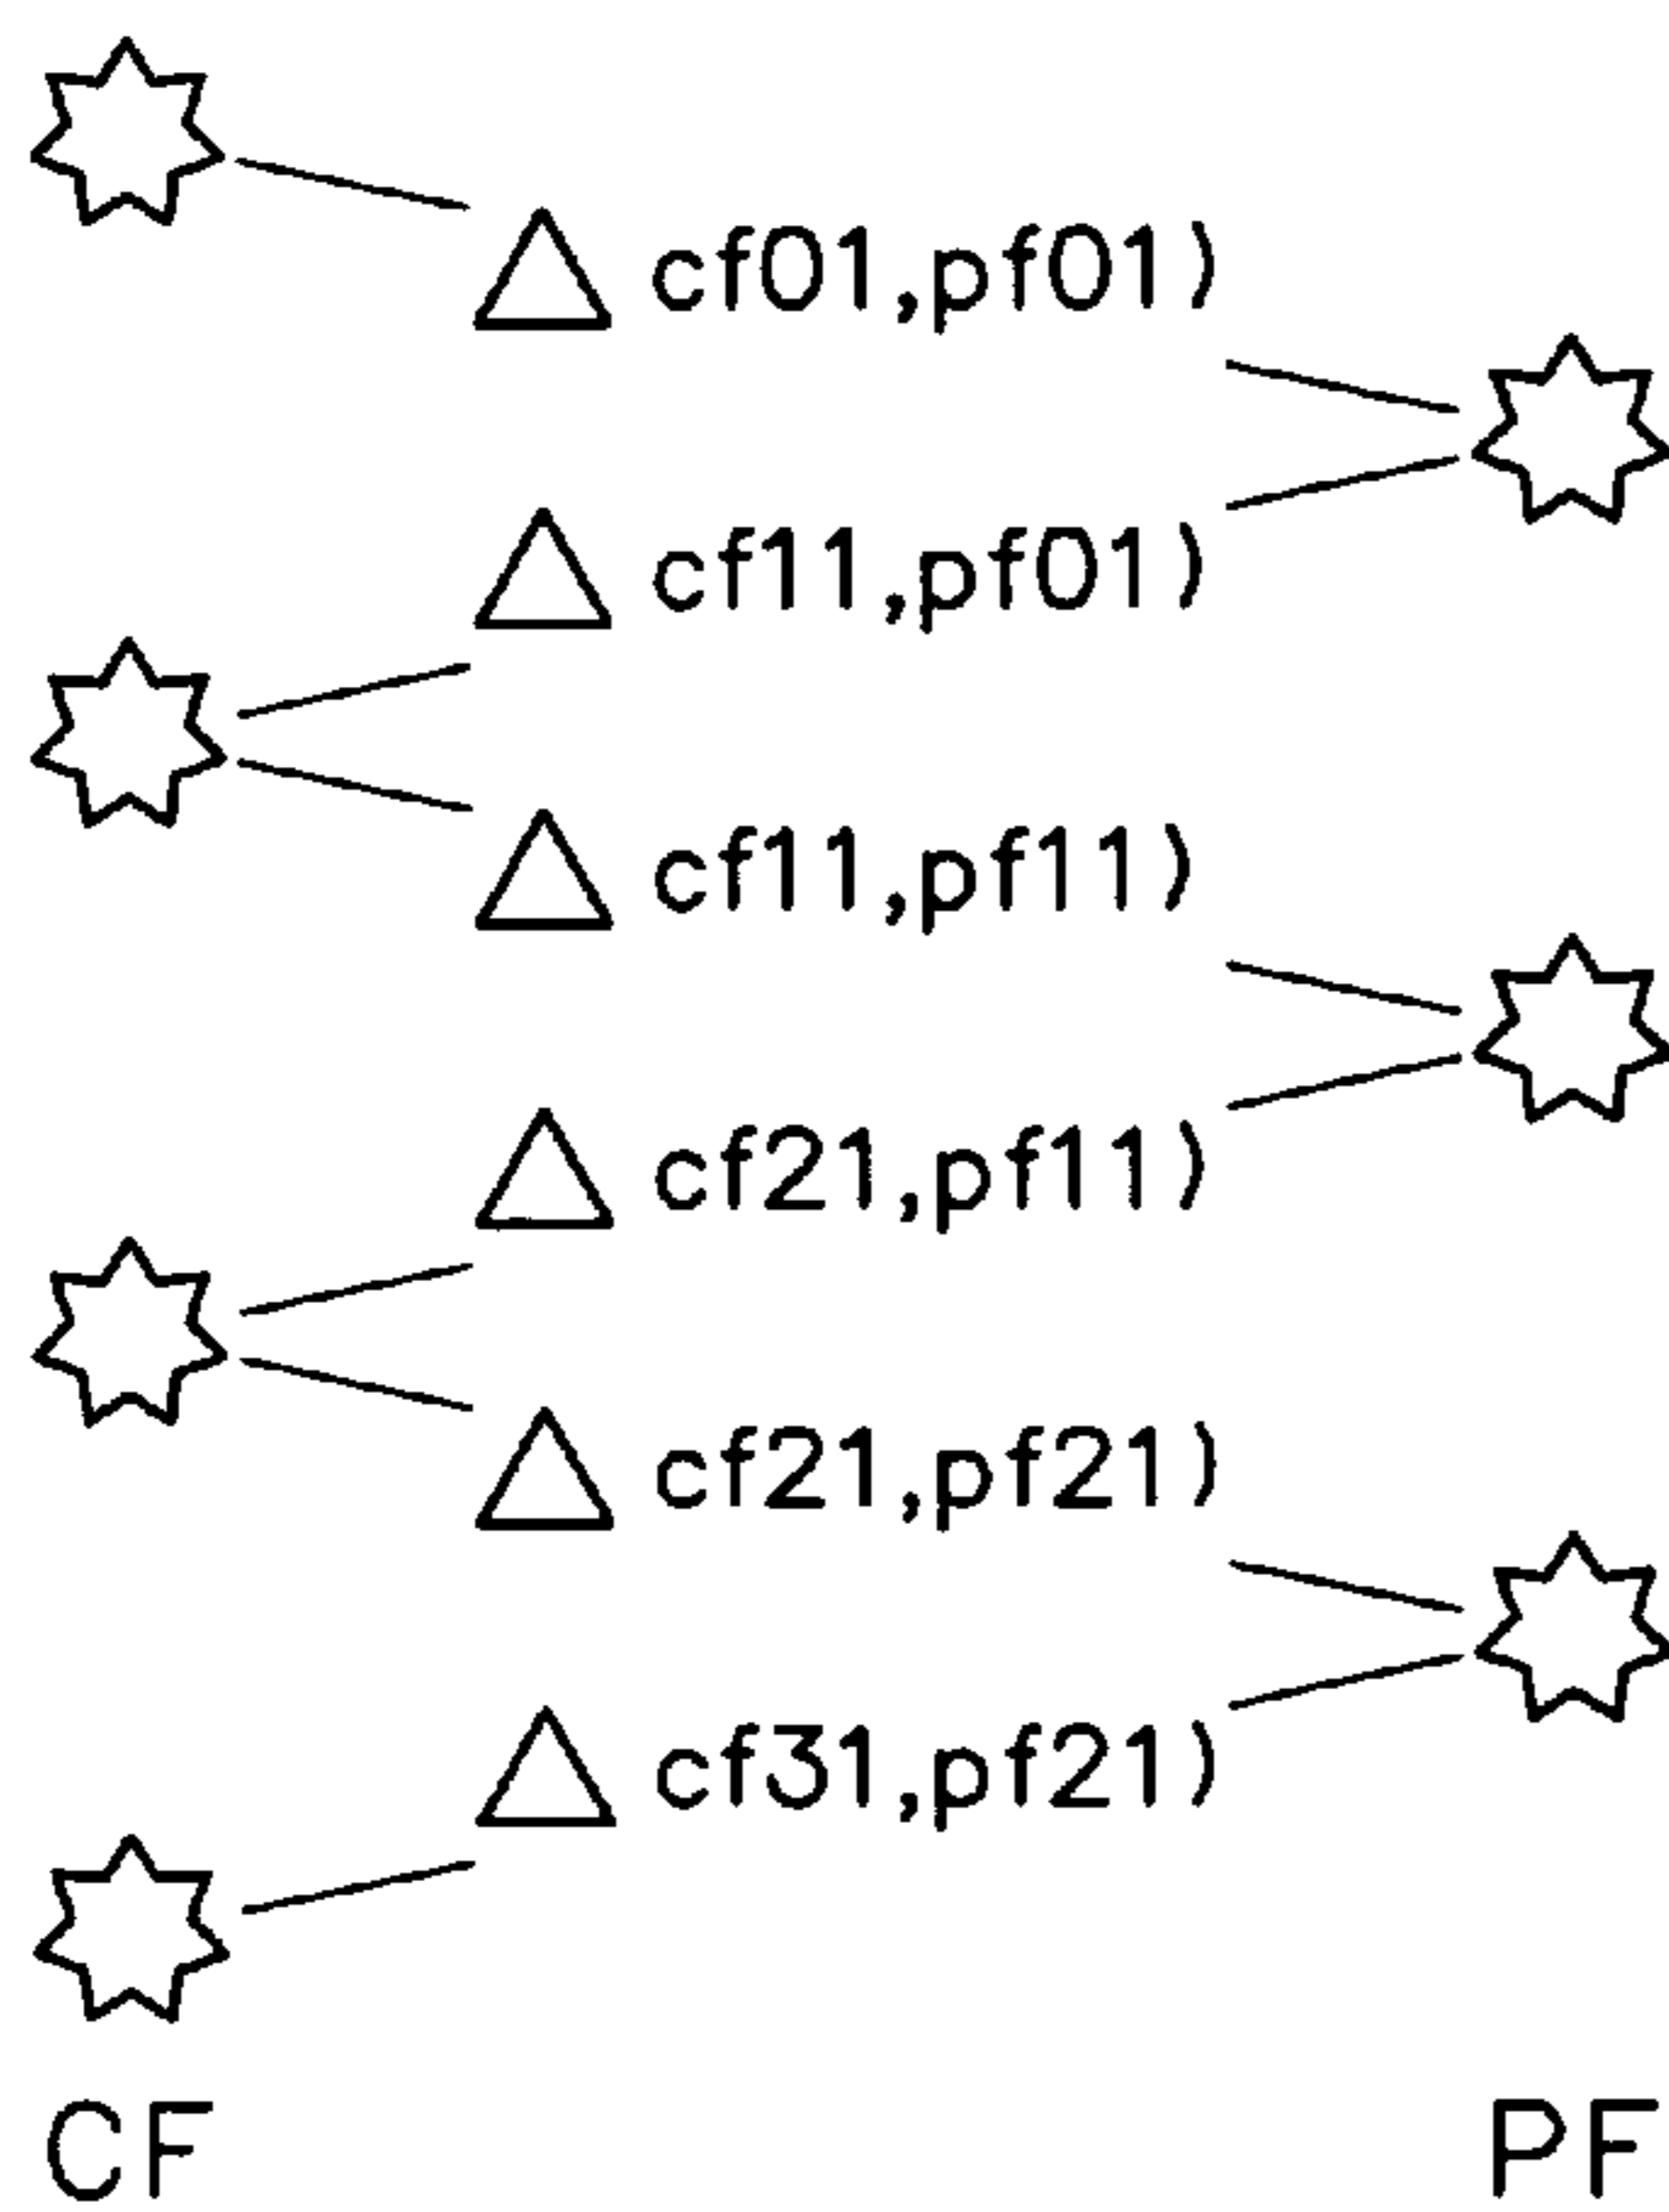 △ cf01,pf01)
△ cf11,pf01)
△ cf11,pf11)
△ cf21,pf11)
△ cf21,pf21)
△ cf31,pf21)
CF PF